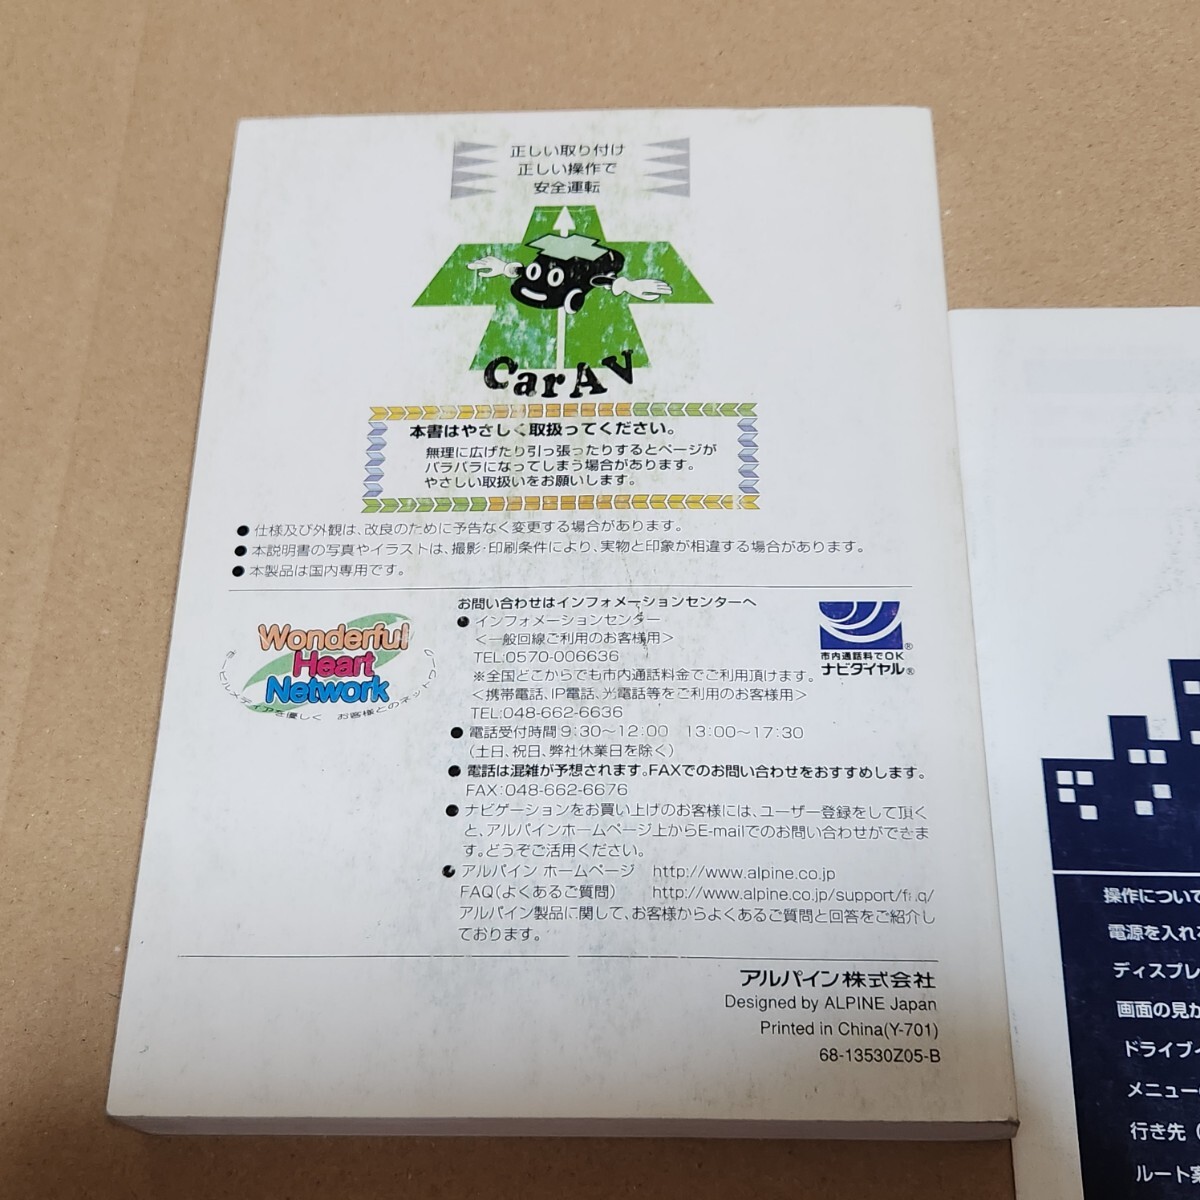 正しい取り付け
正しい操作で
安全運転
Car AV
本書はやさしく取扱ってください。
無理に広げたり引っ張ったりするとページが
バラバラになってしまう場合があります。
やさしい取扱いをお願いします。
●仕様及び外観は、改良のために予告なく変更する場合があります。
●本説明書の写真やイラストは、撮影・印刷条件により、実物と印象が相違する場合があります。
●本製品は国内専用です。
Wonderful
Heart
Network
モービルメディアを優しく お客様とのネットワーク
お問い合わせはインフォメーションセンターへ
●インフォメーションセンター
<一般回線ご利用のお客様用>
TEL:0570-006636
※全国どこからでも市内通話料金でご利用頂けます。
<携帯電話、IP電話、光電話等をご利用のお客様用>
TEL:048-662-6636
●電話受付時間 9:30～12:00 13:00～17:30
(土日、祝日、弊社休業日を除く)
●電話は混雑が予想されます。FAXでのお問い合わせをおすすめします。
FAX:048-662-6676
●ナビゲーションをお買い上げのお客様には、ユーザー登録をして頂く
と、アルパインホームページ上からE-mailでのお問い合わせができま
す。どうぞご活用ください。
●アルパイン ホームページ http://www.alpine.co.jp
FAQ(よくあるご質問) http://www.alpine.co.jp/support/faq/
アルパイン製品に関して、お客様からよくあるご質問と回答をご紹介し
ております。
市内通話料でOK
ナビダイヤル®
アルパイン株式会社
Designed by ALPINE Japan
Printed in China(Y-701)
68-13530Z05-B
操作について
電源を入れ
ディスプレ
画面の見か
ドライブ
メニュー
行き先(
ルート案